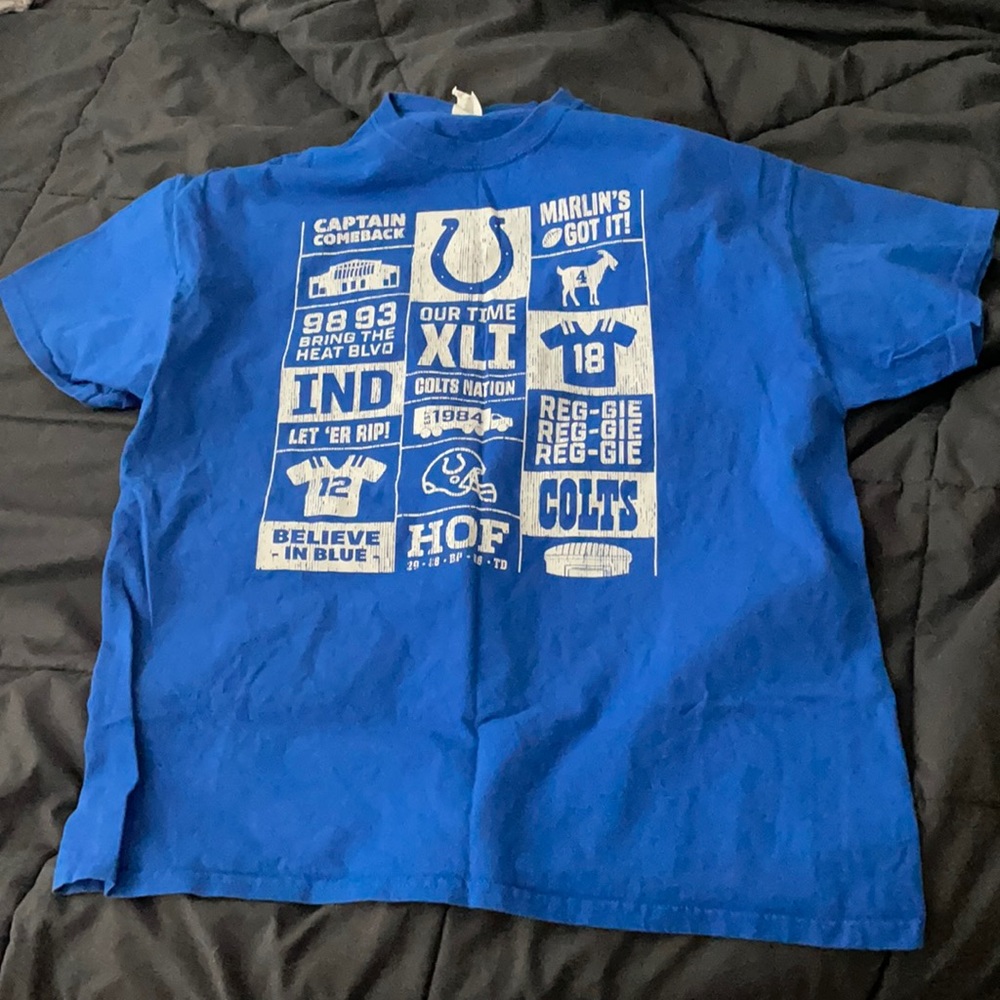 CAPTAIN
COMEBACK
98 93
BRING THE
HEAT BLVD
IND
LET 'ER RIP!
12
BELIEVE
- IN BLUE -
OUR TIME
XLI
COLTS NATION
1984
HOF
MARLIN'S
GOT IT!
4
18
REG-GIE
REG-GIE
REG-GIE
COLTS